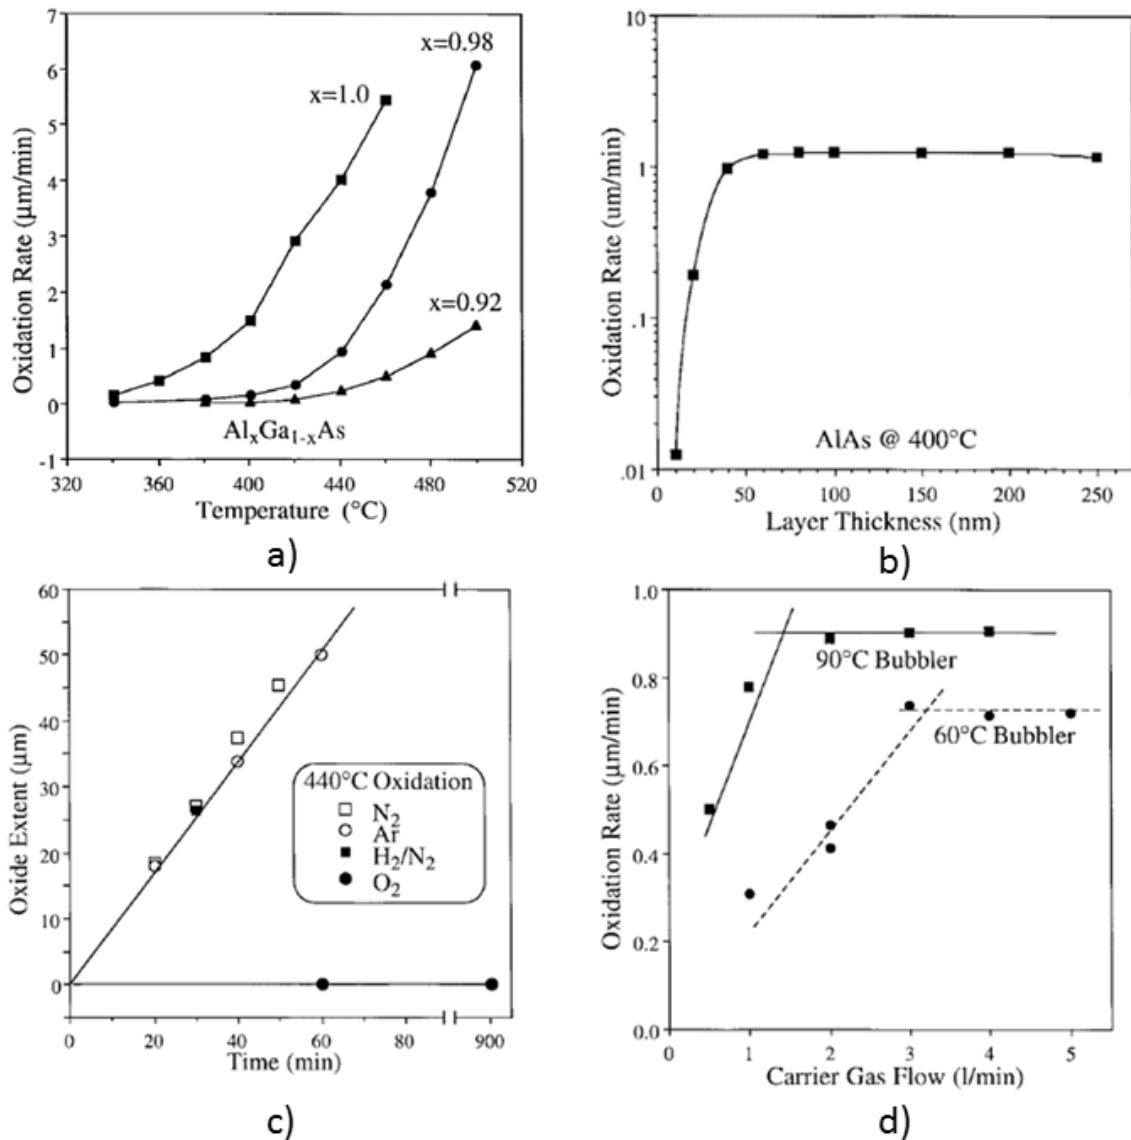 7
6
5
4
3
2
1
0
-1
Oxidation Rate (µm/min)
x=1.0
x=0.98
x=0.92
AlₓGa₁₋ₓAs
320 360 400 440 480 520
Temperature (°C)
a)
10
1
.1
.01
Oxidation Rate (um/min)
AlAs @ 400°C
0 50 100 150 200 250
Layer Thickness (nm)
b)
60
50
40
30
20
10
0
Oxide Extent (µm)
440°C Oxidation
N₂
Ar
H₂/N₂
O₂
0 20 40 60 80 900
Time (min)
c)
1.0
0.8
0.6
0.4
0.2
0.0
Oxidation Rate (µm/min)
90°C Bubbler
60°C Bubbler
0 1 2 3 4 5
Carrier Gas Flow (l/min)
d)